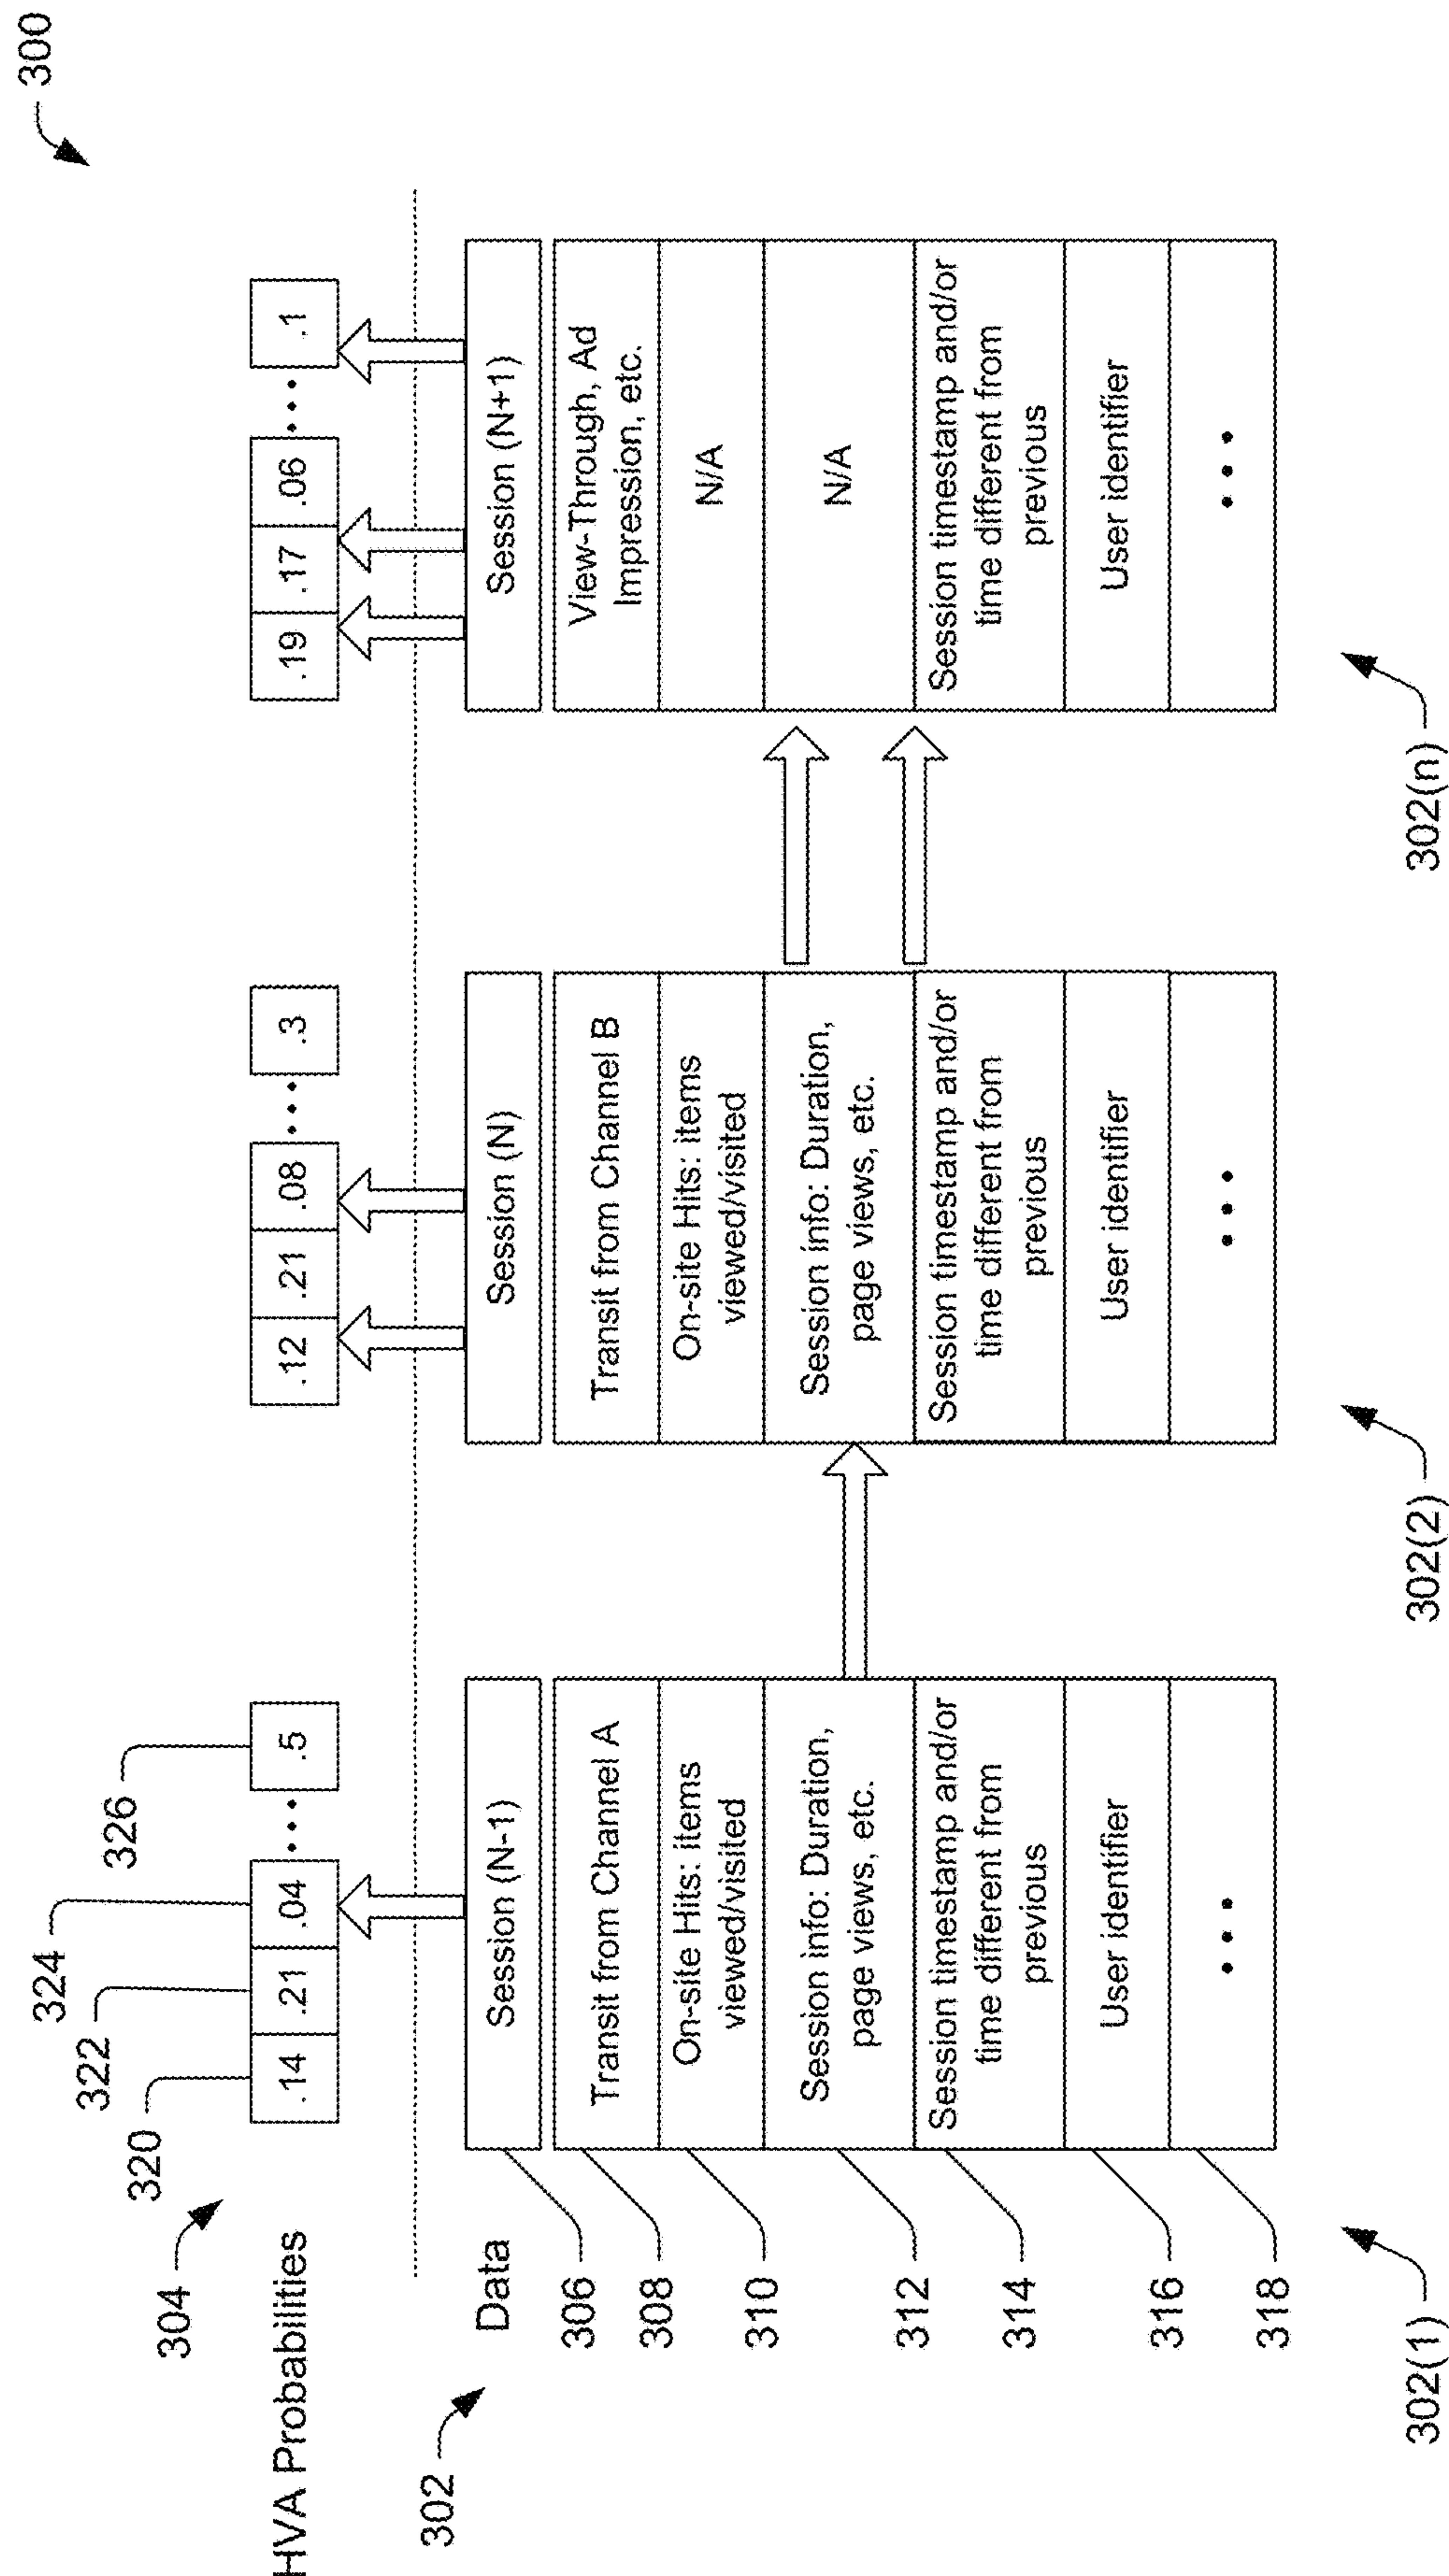 300
304
320
322
324
326
HVA Probabilities
.14
.21
.04
...
.5
.12
.21
.08
...
.3
.19
.17
.06
...
.1
302
Data
306
308
310
312
314
316
318
Session (N-1)
Transit from Channel A
On-site Hits: items
viewed/visited
Session info: Duration,
page views, etc.
Session timestamp and/or
time different from
previous
User identifier
...
Session (N)
Transit from Channel B
On-site Hits: items
viewed/visited
Session info: Duration,
page views, etc.
Session timestamp and/or
time different from
previous
User identifier
...
Session (N+1)
View-Through, Ad
Impression, etc.
N/A
N/A
Session timestamp and/or
time different from
previous
User identifier
...
302(1)
302(2)
302(n)